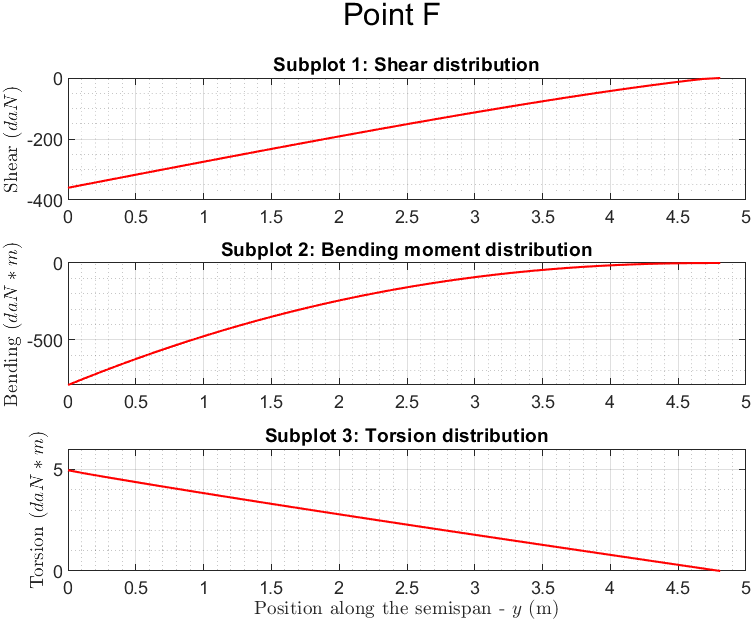 Point F
Subplot 1: Shear distribution
Shear (daN)
0
-200
-400
0 0.5 1 1.5 2 2.5 3 3.5 4 4.5 5
Subplot 2: Bending moment distribution
Bending (daN * m)
0
-500
0 0.5 1 1.5 2 2.5 3 3.5 4 4.5 5
Subplot 3: Torsion distribution
Torsion (daN * m)
5
0
0 0.5 1 1.5 2 2.5 3 3.5 4 4.5 5
Position along the semispan - y (m)